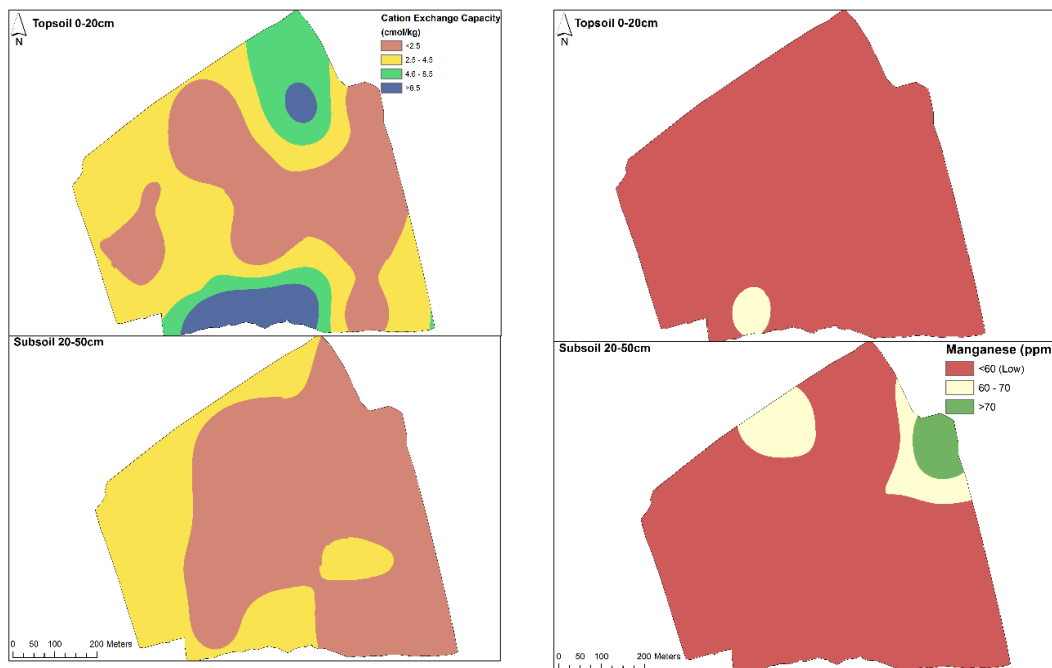 Topsoil 0-20cm
N
Cation Exchange Capacity
(cmol/kg)
<2.5
2.5 - 4.5
4.6 - 8.5
>8.5
Subsoil 20-50cm
0 50 100 200 Meters
Topsoil 0-20cm
N
Subsoil 20-50cm
Manganese (ppm
<60 (Low)
60 - 70
>70
0 50 100 200 Meters